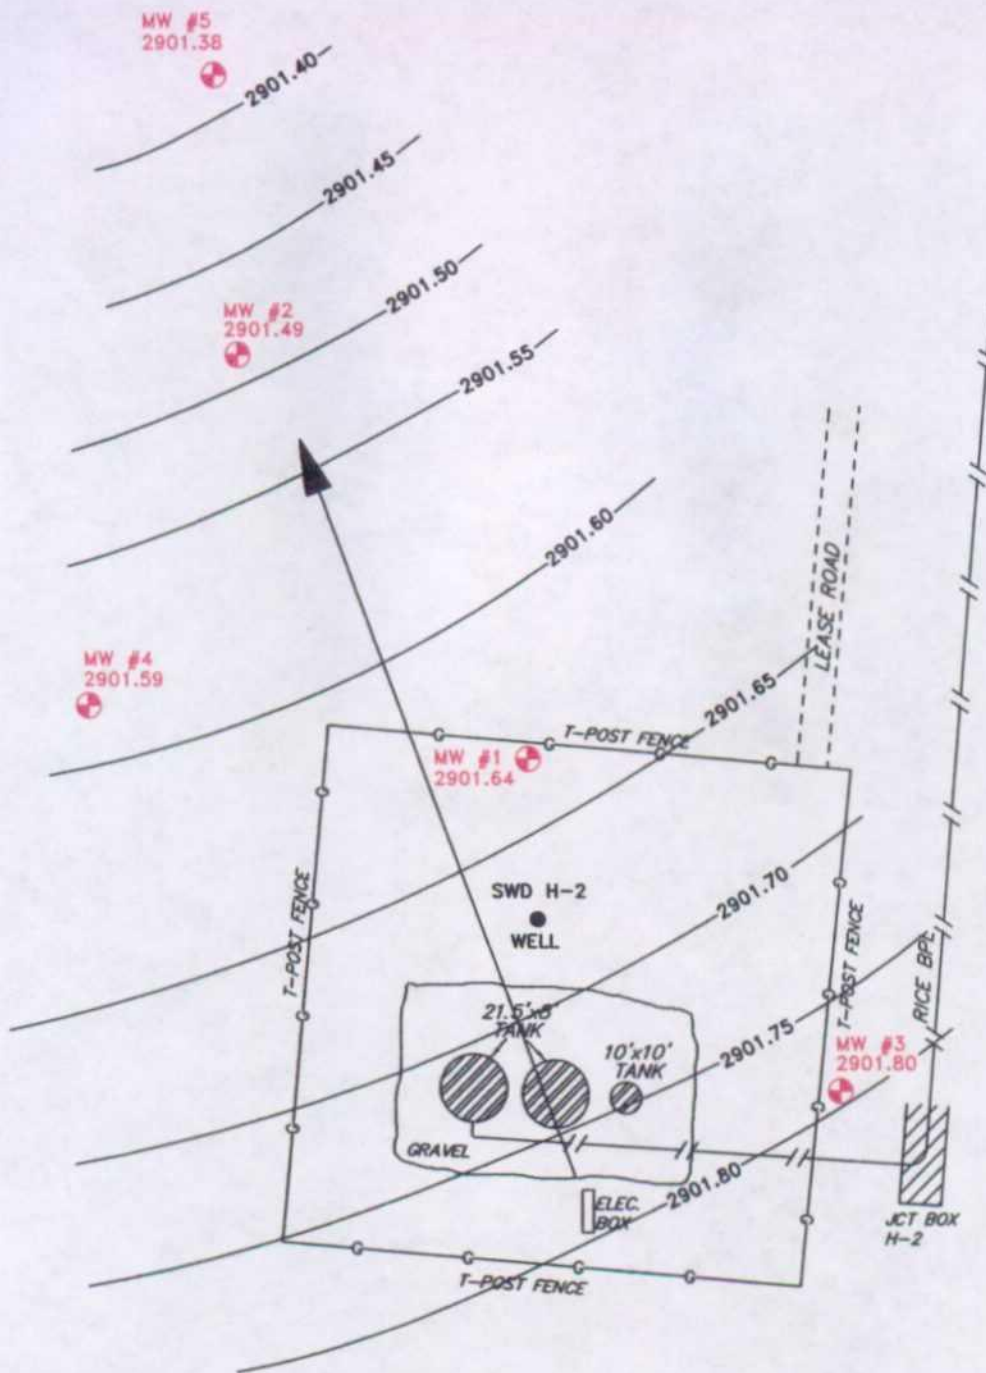 MW #5
2901.38
2901.40
2901.45
2901.50
MW #2
2901.49
2901.55
2901.60
LEASE ROAD
MW #4
2901.59
2901.65
T-POST FENCE
MW #1
2901.64
2901.70
SWD H-2
WELL
T-POST FENCE
T-POST FENCE
RICE BPL
21.5'x8'
TANK
10'x10'
TANK
2901.75
MW #3
2901.80
GRAVEL
2901.80
ELEC.
BOX
JCT BOX
H-2
T-POST FENCE